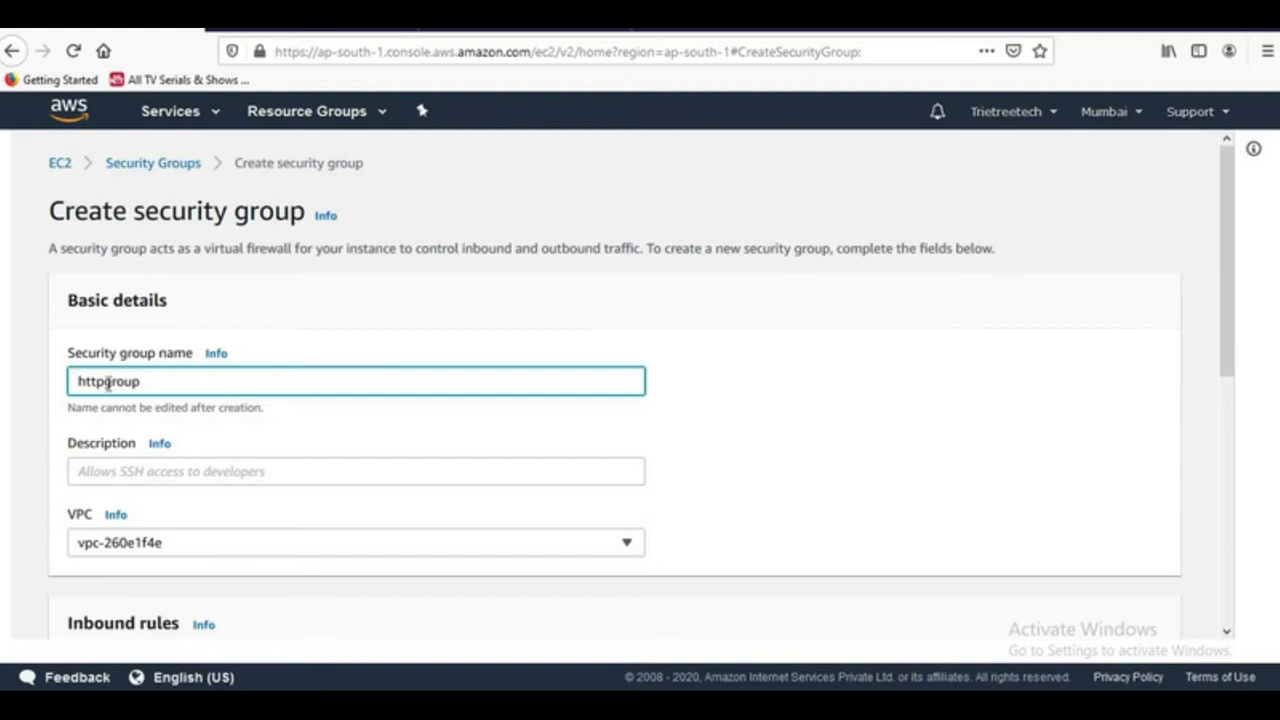 https://ap-south-1.console.aws.amazon.com/ec2/v2/home?region=ap-south-1#CreateSecurityGroup:
Getting Started All TV Serials & Shows ...
aws Services Resource Groups Trietreetech Mumbai Support
EC2 > Security Groups > Create security group
Create security group Info
A security group acts as a virtual firewall for your instance to control inbound and outbound traffic. To create a new security group, complete the fields below.
Basic details
Security group name Info
httpgroup
Name cannot be edited after creation.
Description Info
Allows SSH access to developers
VPC Info
vpc-260e1f4e
Inbound rules Info
Activate Windows
Go to Settings to activate Windows.
Feedback English (US) © 2008 - 2020, Amazon Internet Services Private Ltd. or its affiliates. All rights reserved. Privacy Policy Terms of Use